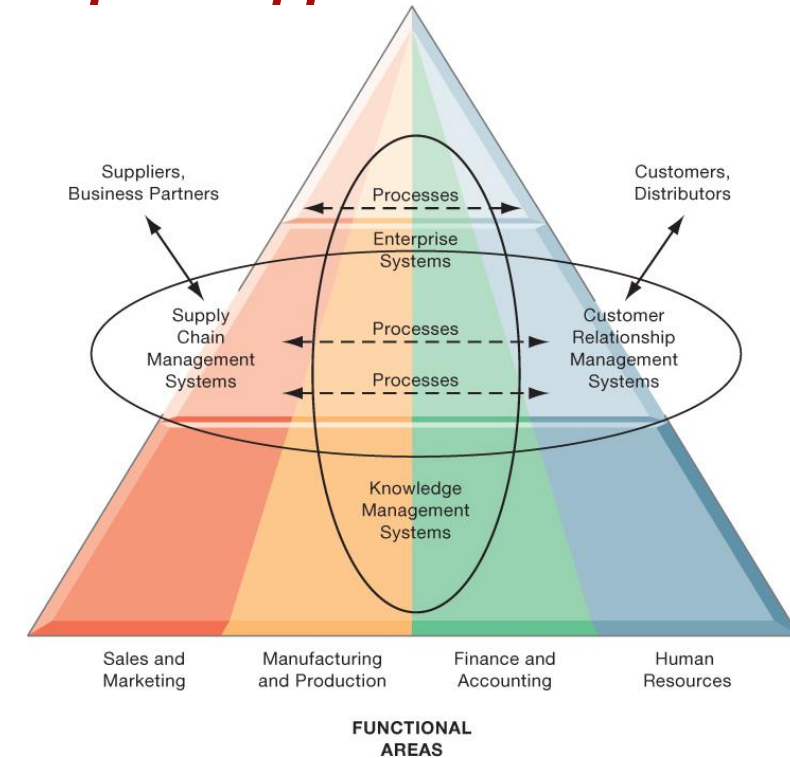 Suppliers,
Business Partners
Customers,
Distributors
Processes
Enterprise
Systems
Supply
Chain
Management
Systems
Processes
Processes
Customer
Relationship
Management
Systems
Knowledge
Management
Systems
Sales and
Marketing
Manufacturing
and Production
Finance and
Accounting
Human
Resources
FUNCTIONAL
AREAS